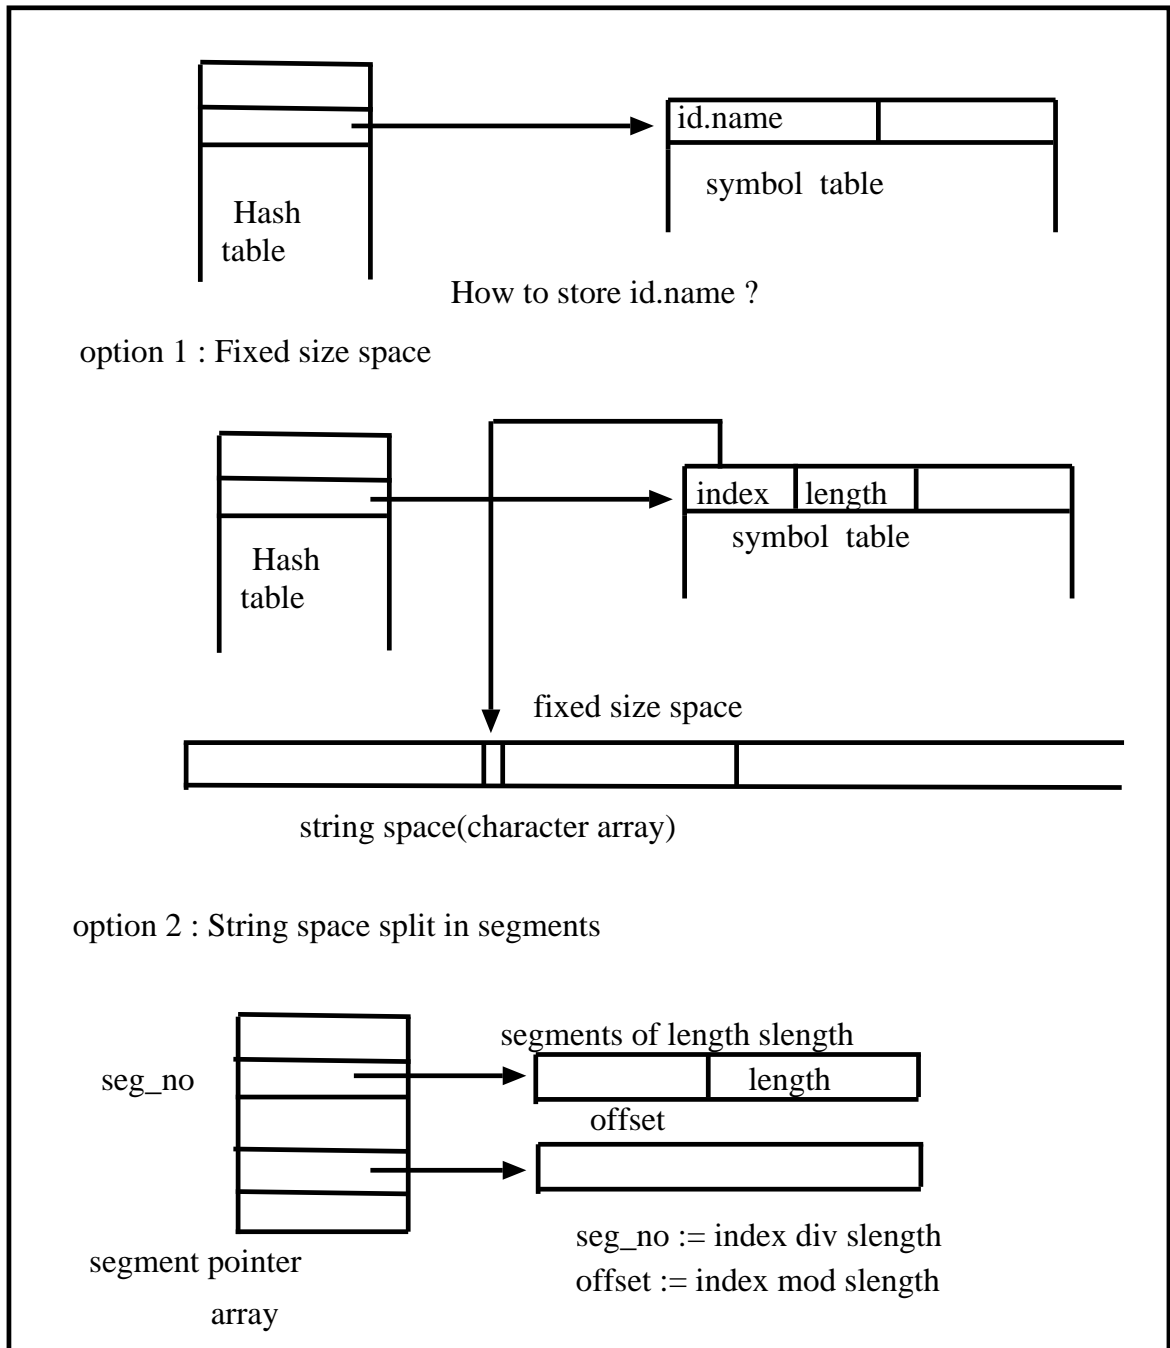 id.name
symbol table
Hash
table
How to store id.name ?
option 1 : Fixed size space
index length
symbol table
Hash
table
fixed size space
string space(character array)
option 2 : String space split in segments
segments of length slength
seg_no
length
offset
seg_no := index div slength
segment pointer
offset := index mod slength
array